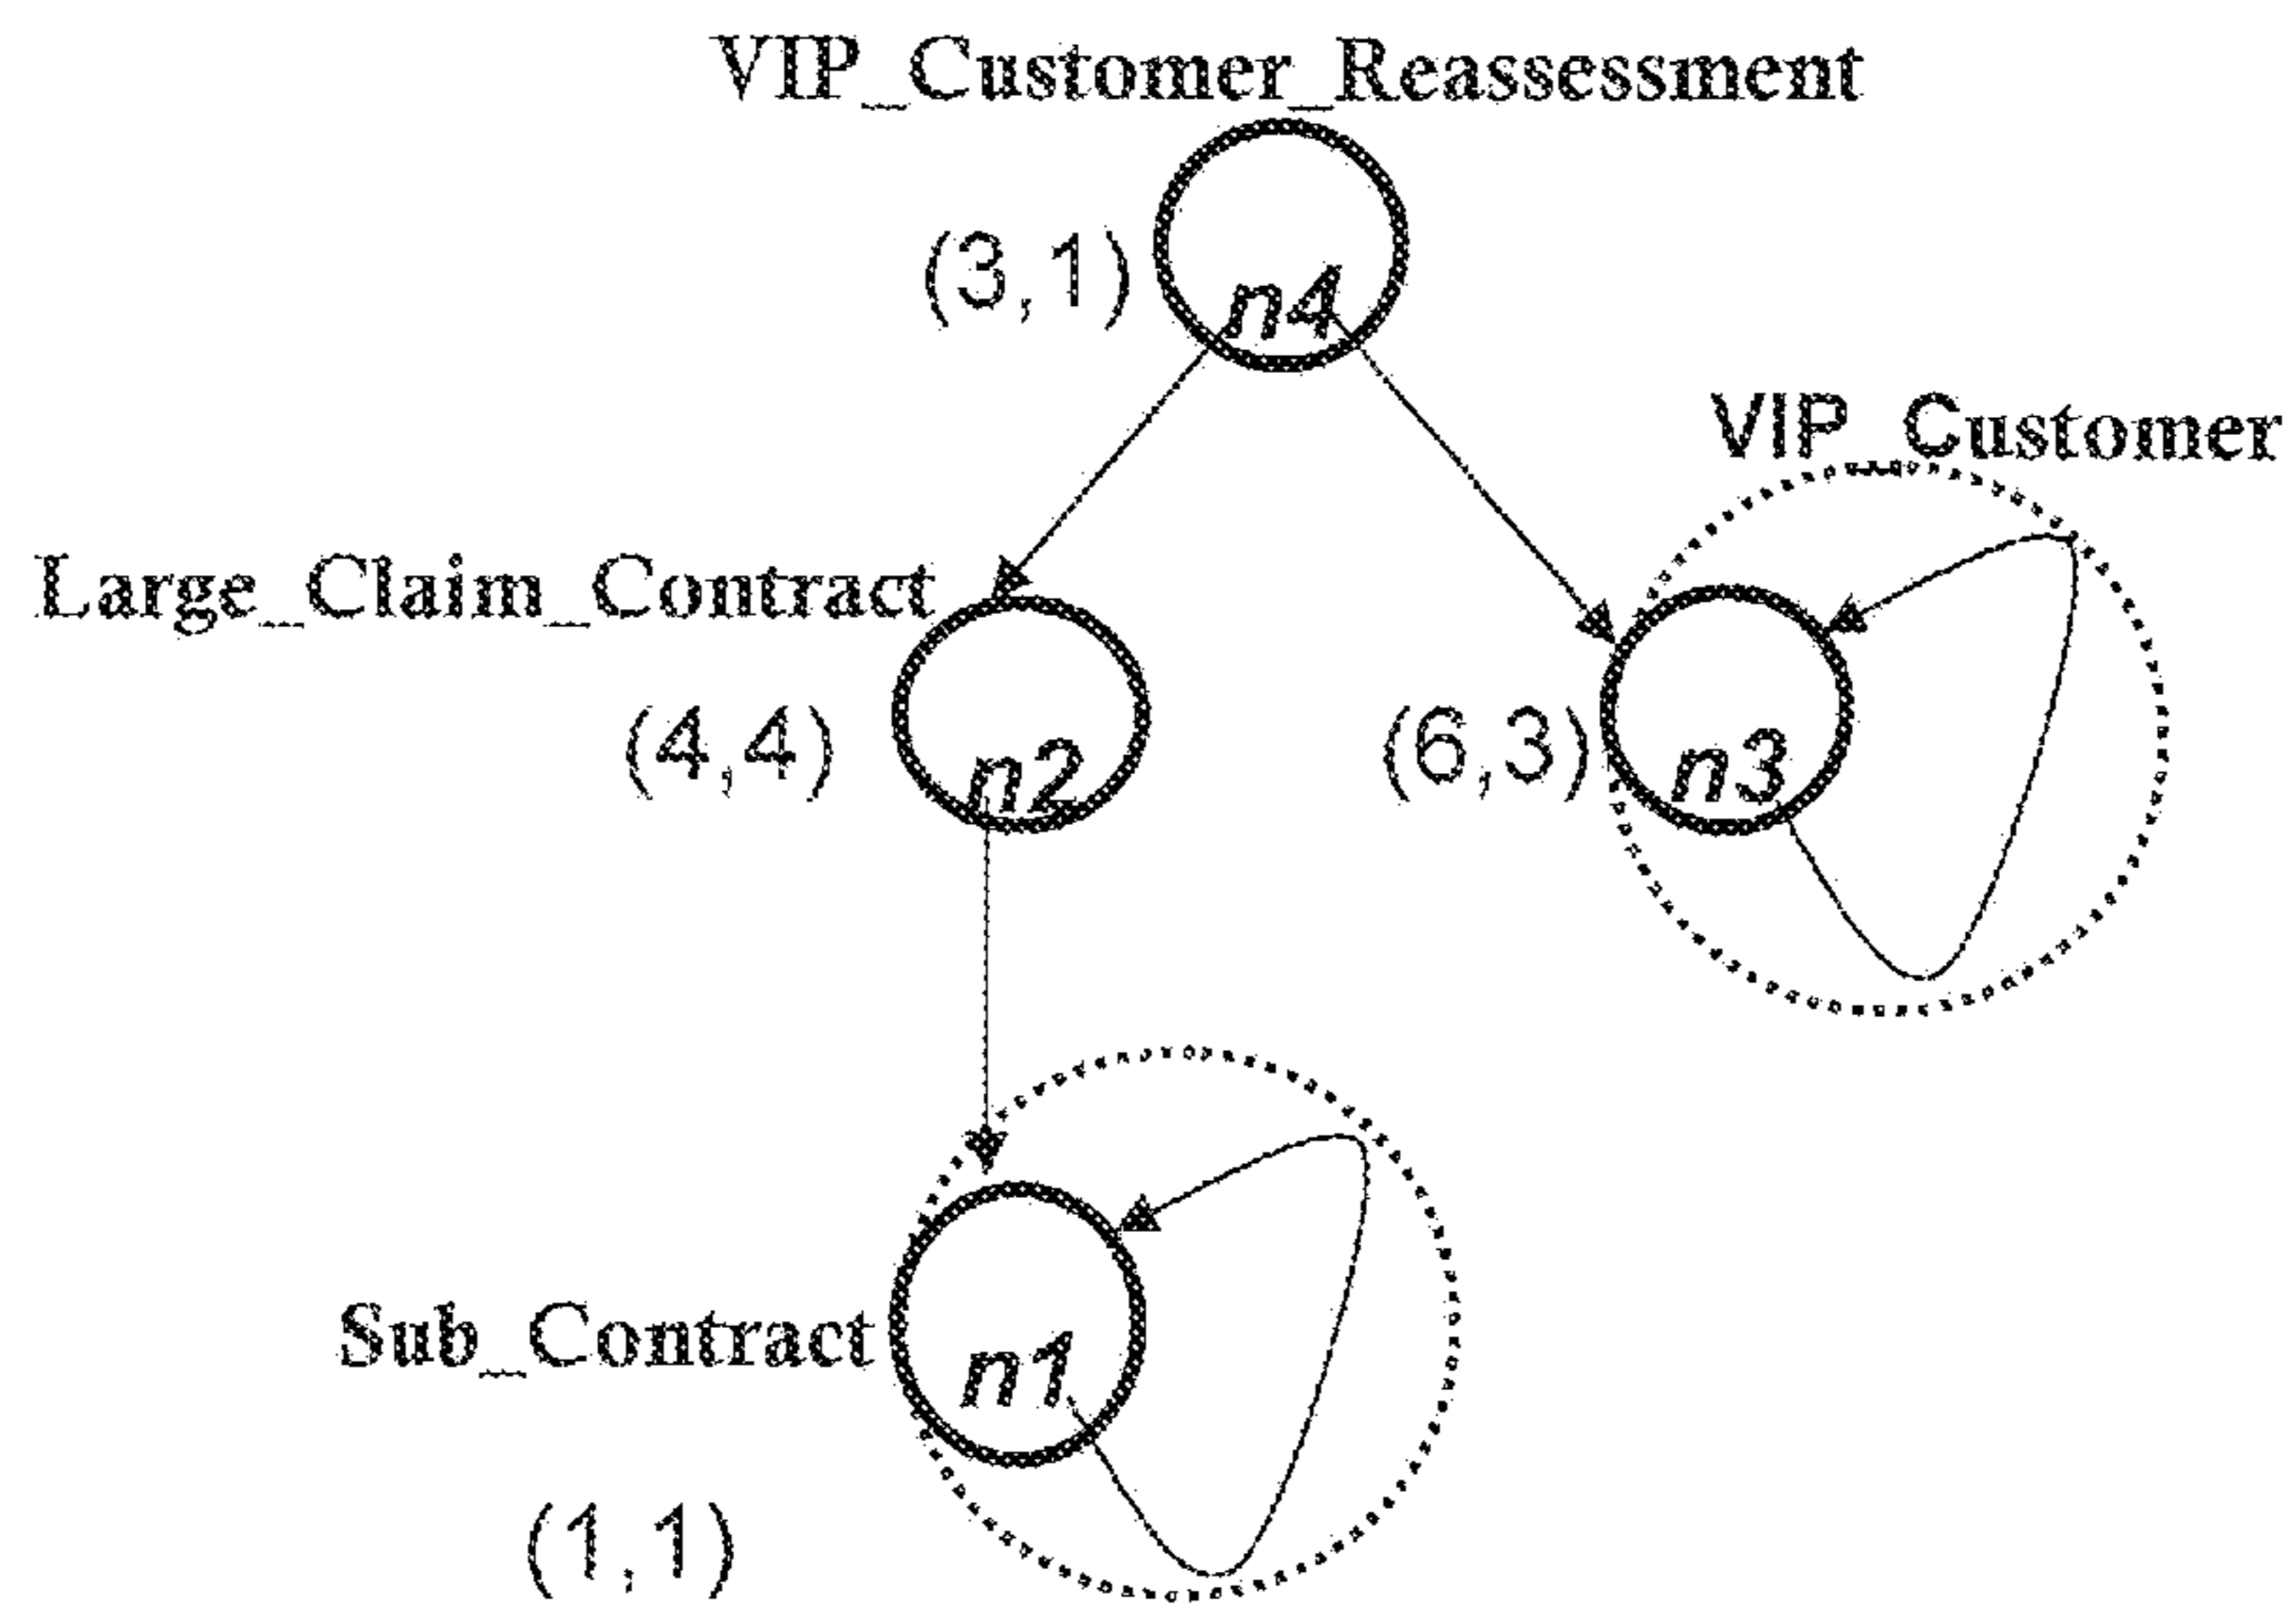 VIP_Customer_Reassessment
(3,1)
n4
VIP_Customer
Large_Claim_Contract
(4,4)
n2
(6,3)
n3
Sub_Contract
n1
(1,1)